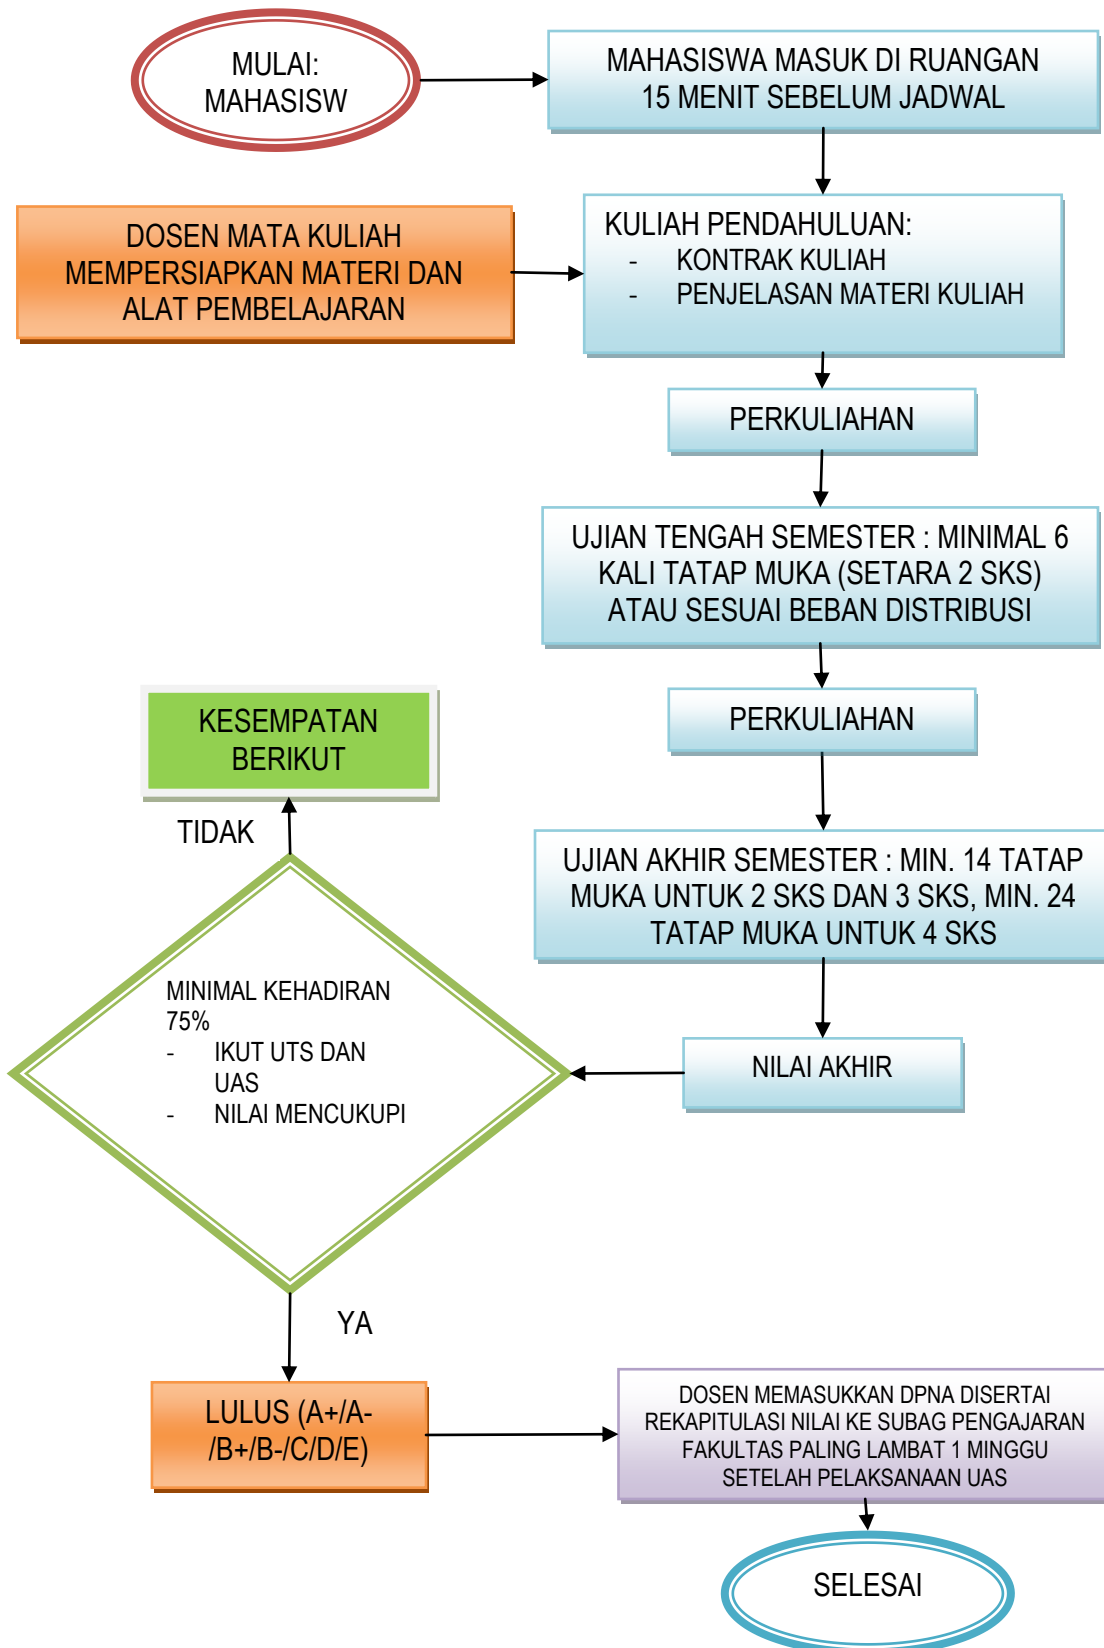 MULAI:
MAHASISW
MAHASISWA MASUK DI RUANGAN
15 MENIT SEBELUM JADWAL
DOSEN MATA KULIAH
MEMPERSIAPKAN MATERI DAN
ALAT PEMBELAJARAN
KULIAH PENDAHULUAN:
- KONTRAK KULIAH
- PENJELASAN MATERI KULIAH
PERKULIAHAN
UJIAN TENGAH SEMESTER : MINIMAL 6
KALI TATAP MUKA (SETARA 2 SKS)
ATAU SESUAI BEBAN DISTRIBUSI
PERKULIAHAN
UJIAN AKHIR SEMESTER : MIN. 14 TATAP
MUKA UNTUK 2 SKS DAN 3 SKS, MIN. 24
TATAP MUKA UNTUK 4 SKS
NILAI AKHIR
KESEMPATAN
BERIKUT
TIDAK
MINIMAL KEHADIRAN
75%
- IKUT UTS DAN
UAS
- NILAI MENCUKUPI
YA
LULUS (A+/A-
/B+/B-/C/D/E)
DOSEN MEMASUKKAN DPNA DISERTAI
REKAPITULASI NILAI KE SUBAG PENGAJARAN
FAKULTAS PALING LAMBAT 1 MINGGU
SETELAH PELAKSANAAN UAS
SELESAI